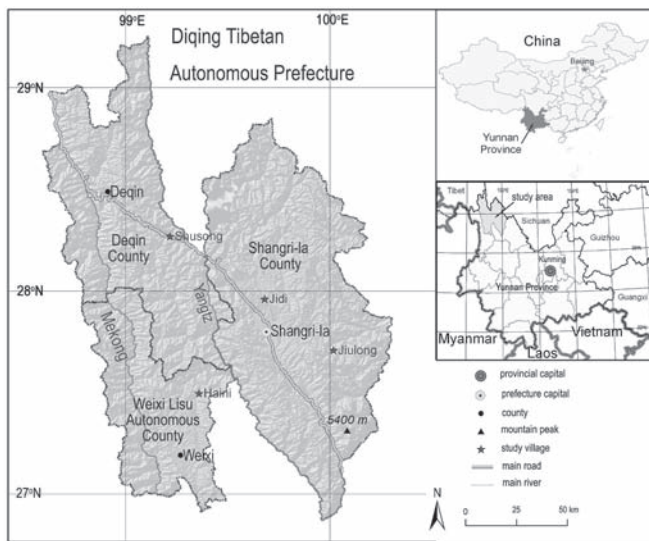 99°E
100°E
Diqing Tibetan
Autonomous Prefecture
29°N
Deqin
Deqin
County
Shusong
Shangri-la
County
28°N
Yangtz
Jidi
Shangri-la
Mekong
Jiulong
Haini
Weixi Lisu
Autonomous
County
5400 m
Weixi
27°N
China
Beijing
Yunnan
Province
Tibet
study area
Sichuan
Guizhou
Kunming
Yunnan Province
Guangxi
Myanmar
Vietnam
Laos
provincial capital
prefecture capital
county
mountain peak
study village
main road
main river
N
0 25 50 km